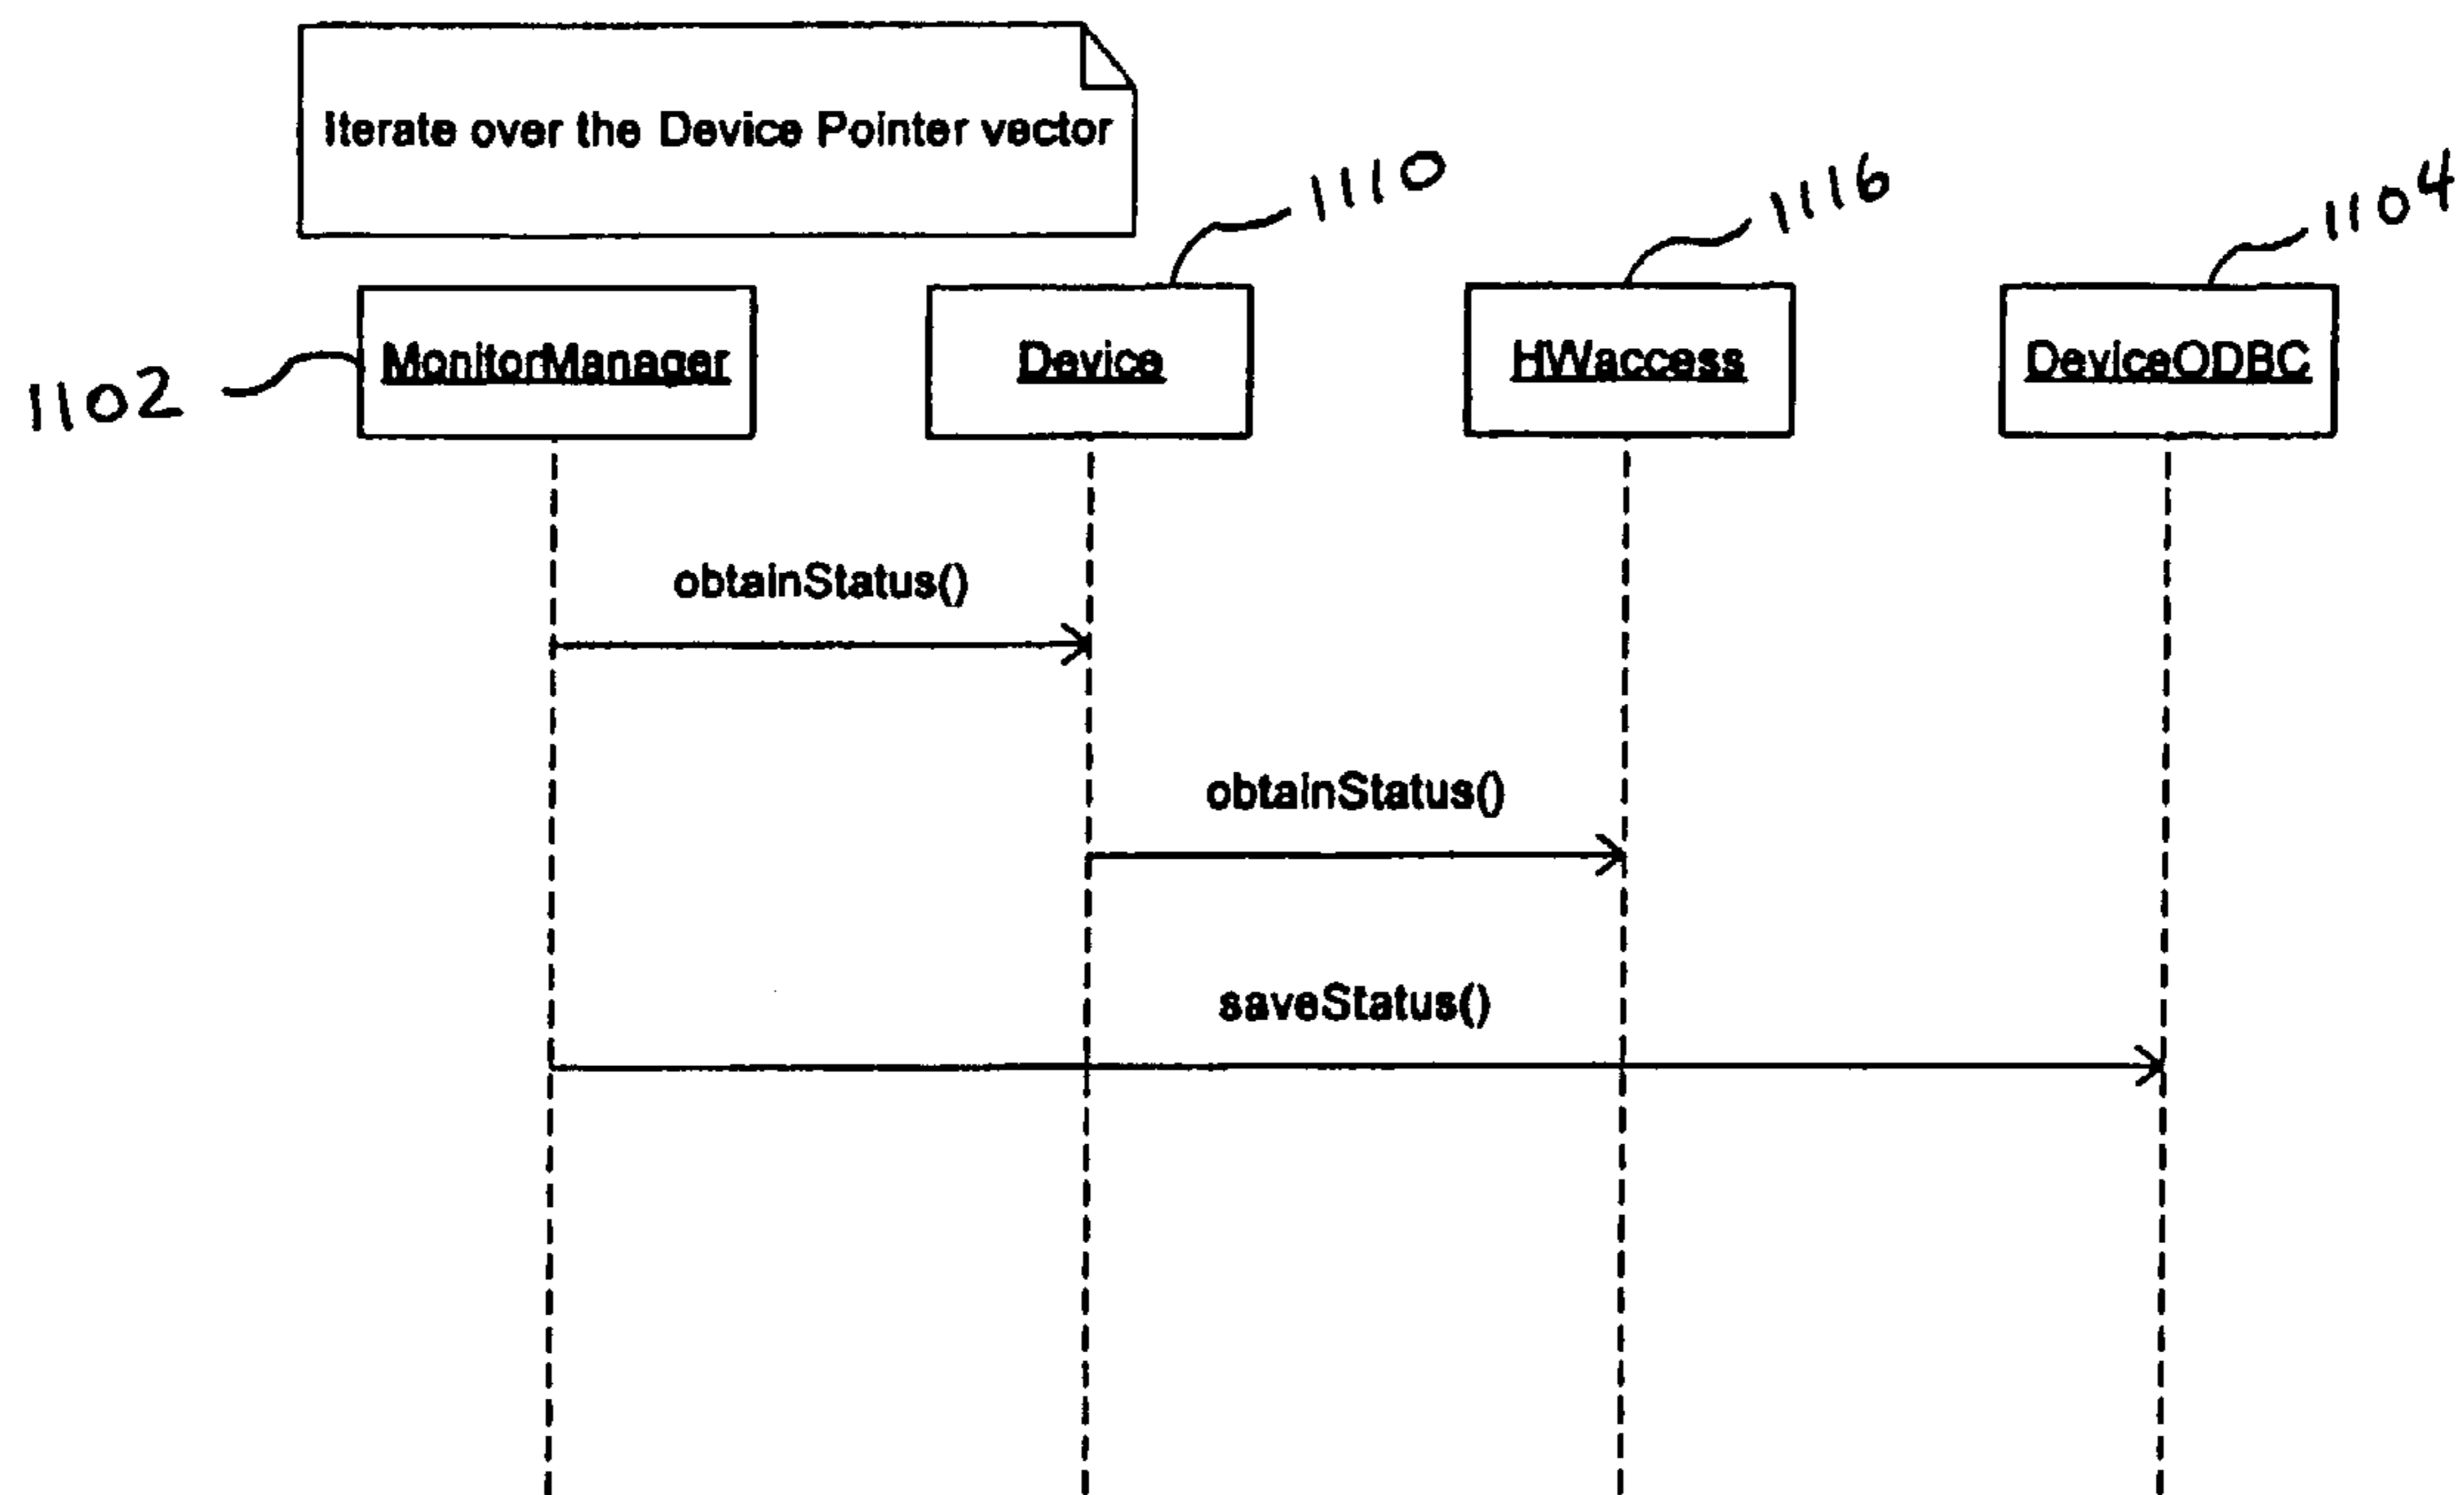 Iterate over the Device Pointer vector
1110
1116
1104
1102
MonitorManager
Device
HWaccess
DeviceODBC
obtainStatus()
obtainStatus()
saveStatus()